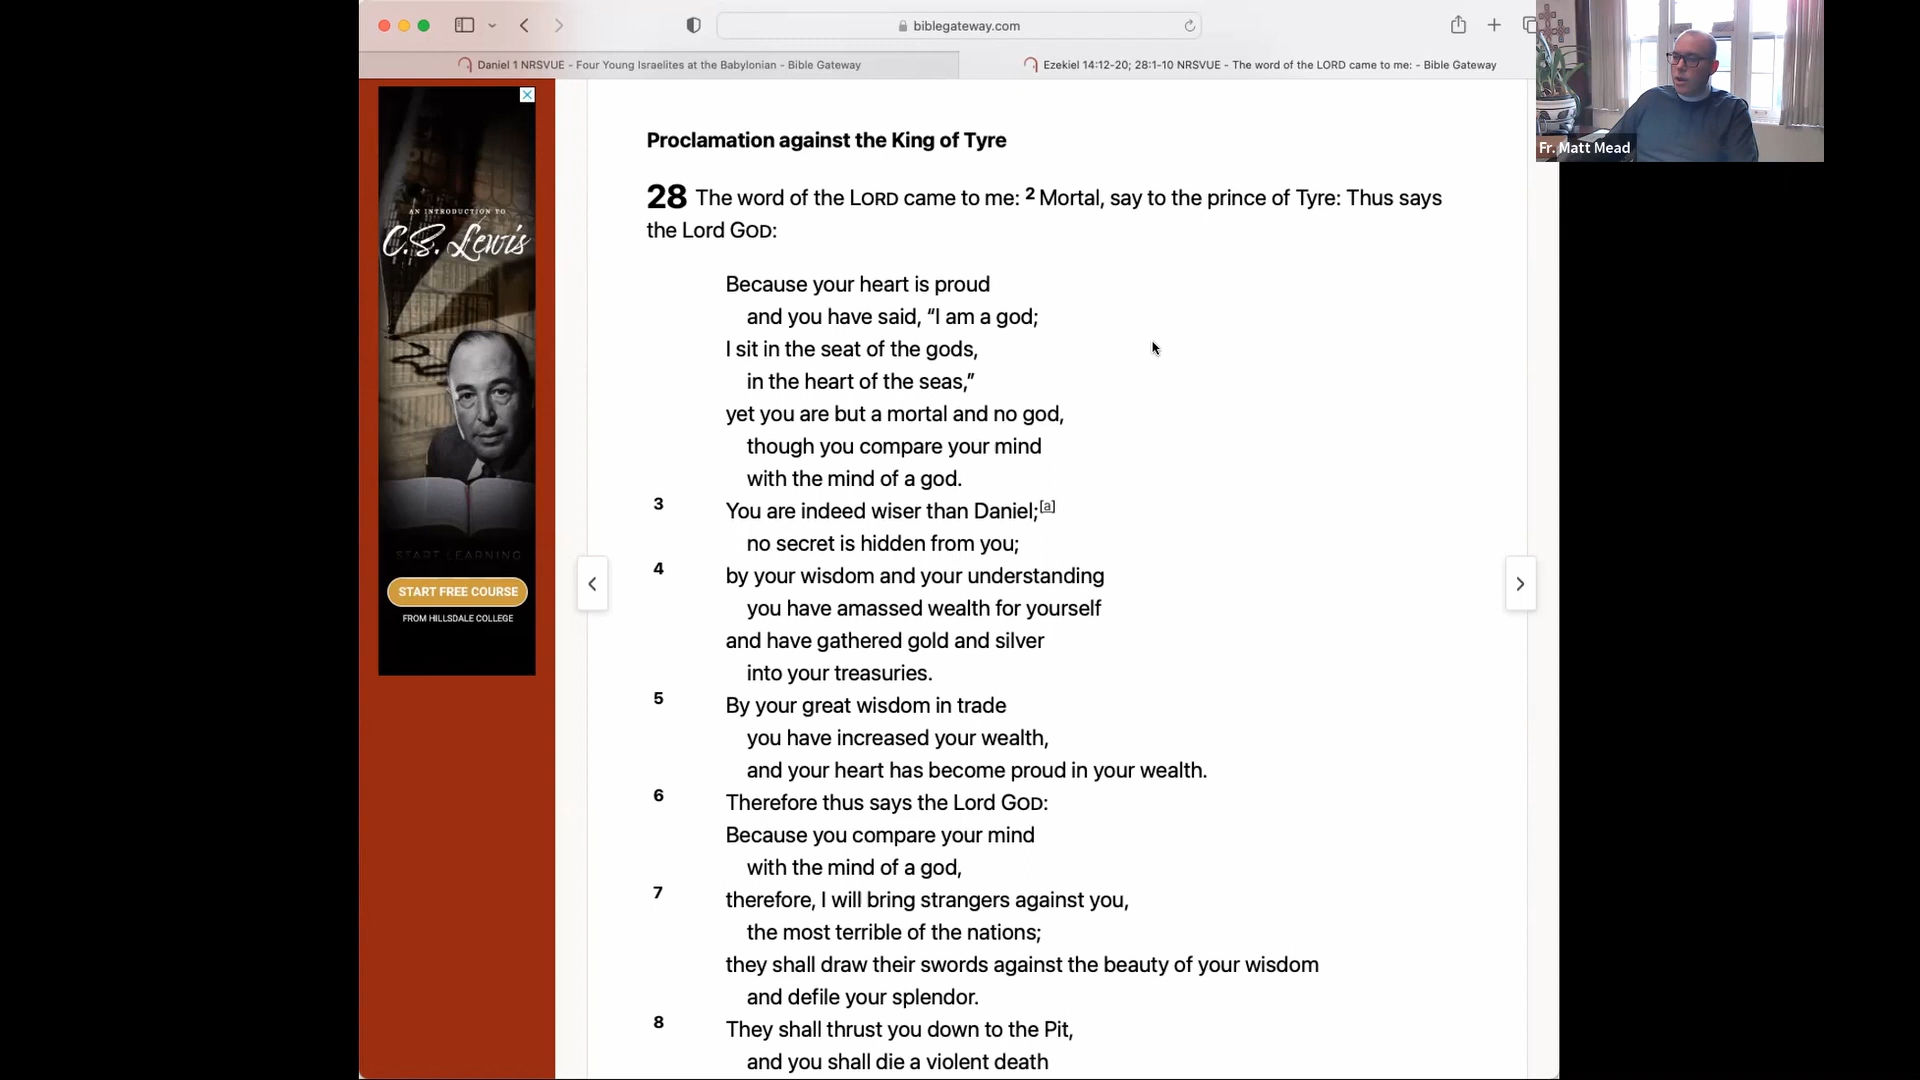 biblegateway.com
Daniel 1 NRSVUE - Four Young Israelites at the Babylonian - Bible Gateway
Ezekiel 14:12-20; 28:1-10 NRSVUE - The word of the LORD came to me: - Bible Gateway
Fr. Matt Mead
AN INTRODUCTION TO
C.S. Lewis
START LEARNING
START FREE COURSE
FROM HILLSDALE COLLEGE
Proclamation against the King of Tyre
28 The word of the LORD came to me: 2 Mortal, say to the prince of Tyre: Thus says
the Lord GOD:
Because your heart is proud
and you have said, “I am a god;
I sit in the seat of the gods,
in the heart of the seas,”
yet you are but a mortal and no god,
though you compare your mind
with the mind of a god.
3 You are indeed wiser than Daniel;[a]
no secret is hidden from you;
4 by your wisdom and your understanding
you have amassed wealth for yourself
and have gathered gold and silver
into your treasuries.
5 By your great wisdom in trade
you have increased your wealth,
and your heart has become proud in your wealth.
6 Therefore thus says the Lord GOD:
Because you compare your mind
with the mind of a god,
7 therefore, I will bring strangers against you,
the most terrible of the nations;
they shall draw their swords against the beauty of your wisdom
and defile your splendor.
8 They shall thrust you down to the Pit,
and you shall die a violent death